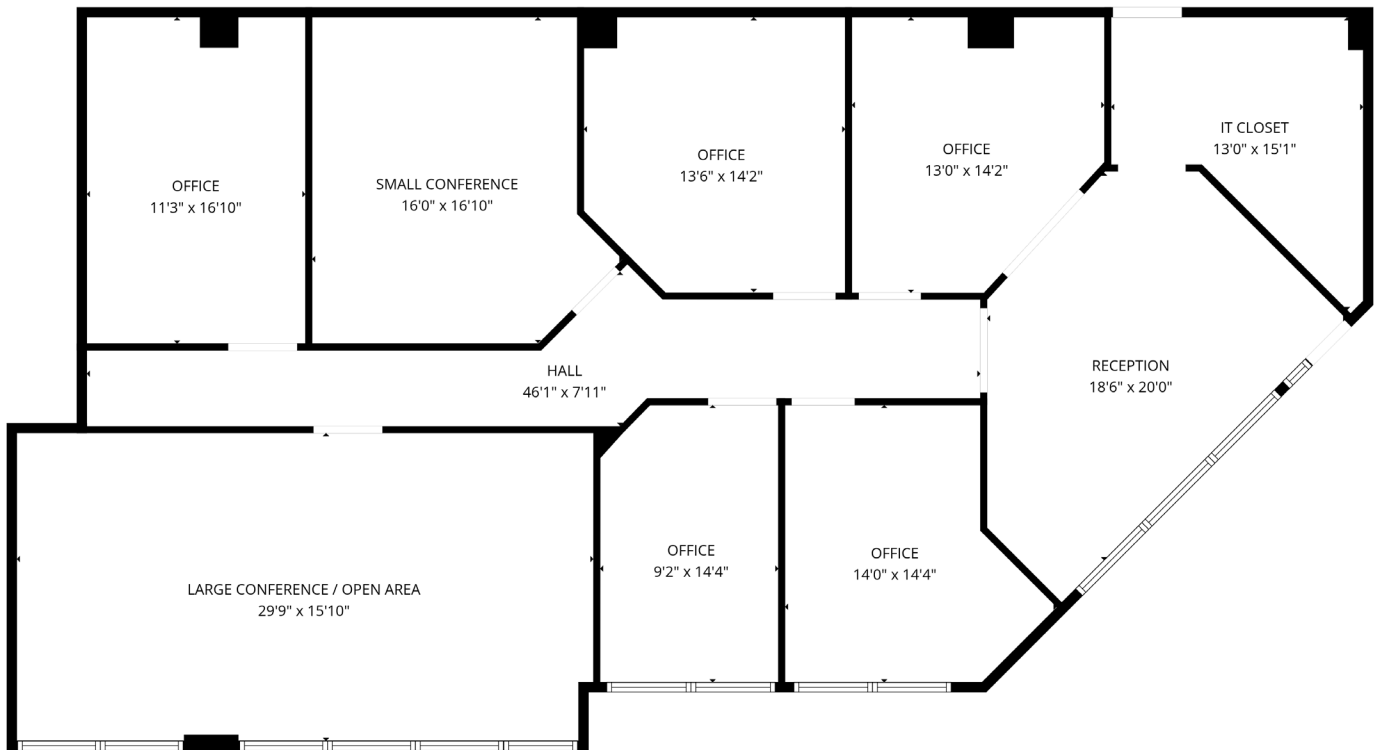 OFFICE
11'3" x 16'10"
SMALL CONFERENCE
16'0" x 16'10"
OFFICE
13'6" x 14'2"
OFFICE
13'0" x 14'2"
IT CLOSET
13'0" x 15'1"
HALL
46'1" x 7'11"
RECEPTION
18'6" x 20'0"
LARGE CONFERENCE / OPEN AREA
29'9" x 15'10"
OFFICE
9'2" x 14'4"
OFFICE
14'0" x 14'4"